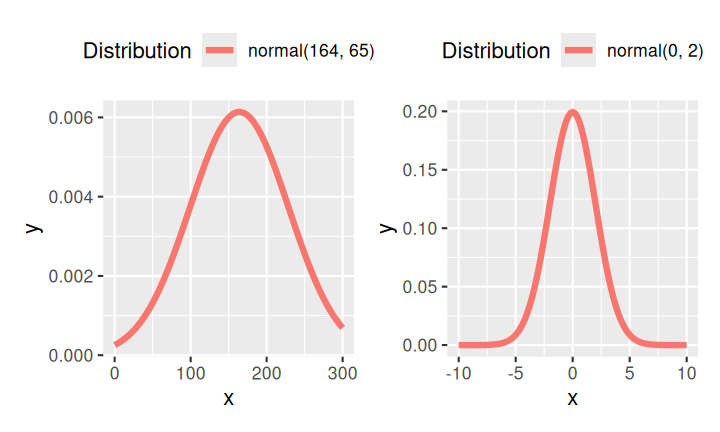 Distribution normal(164, 65)
0.006
0.004
0.002
0.000
y
0 100 200 300
x
Distribution normal(0, 2)
0.20
0.15
0.10
0.05
0.00
y
-10 -5 0 5 10
x